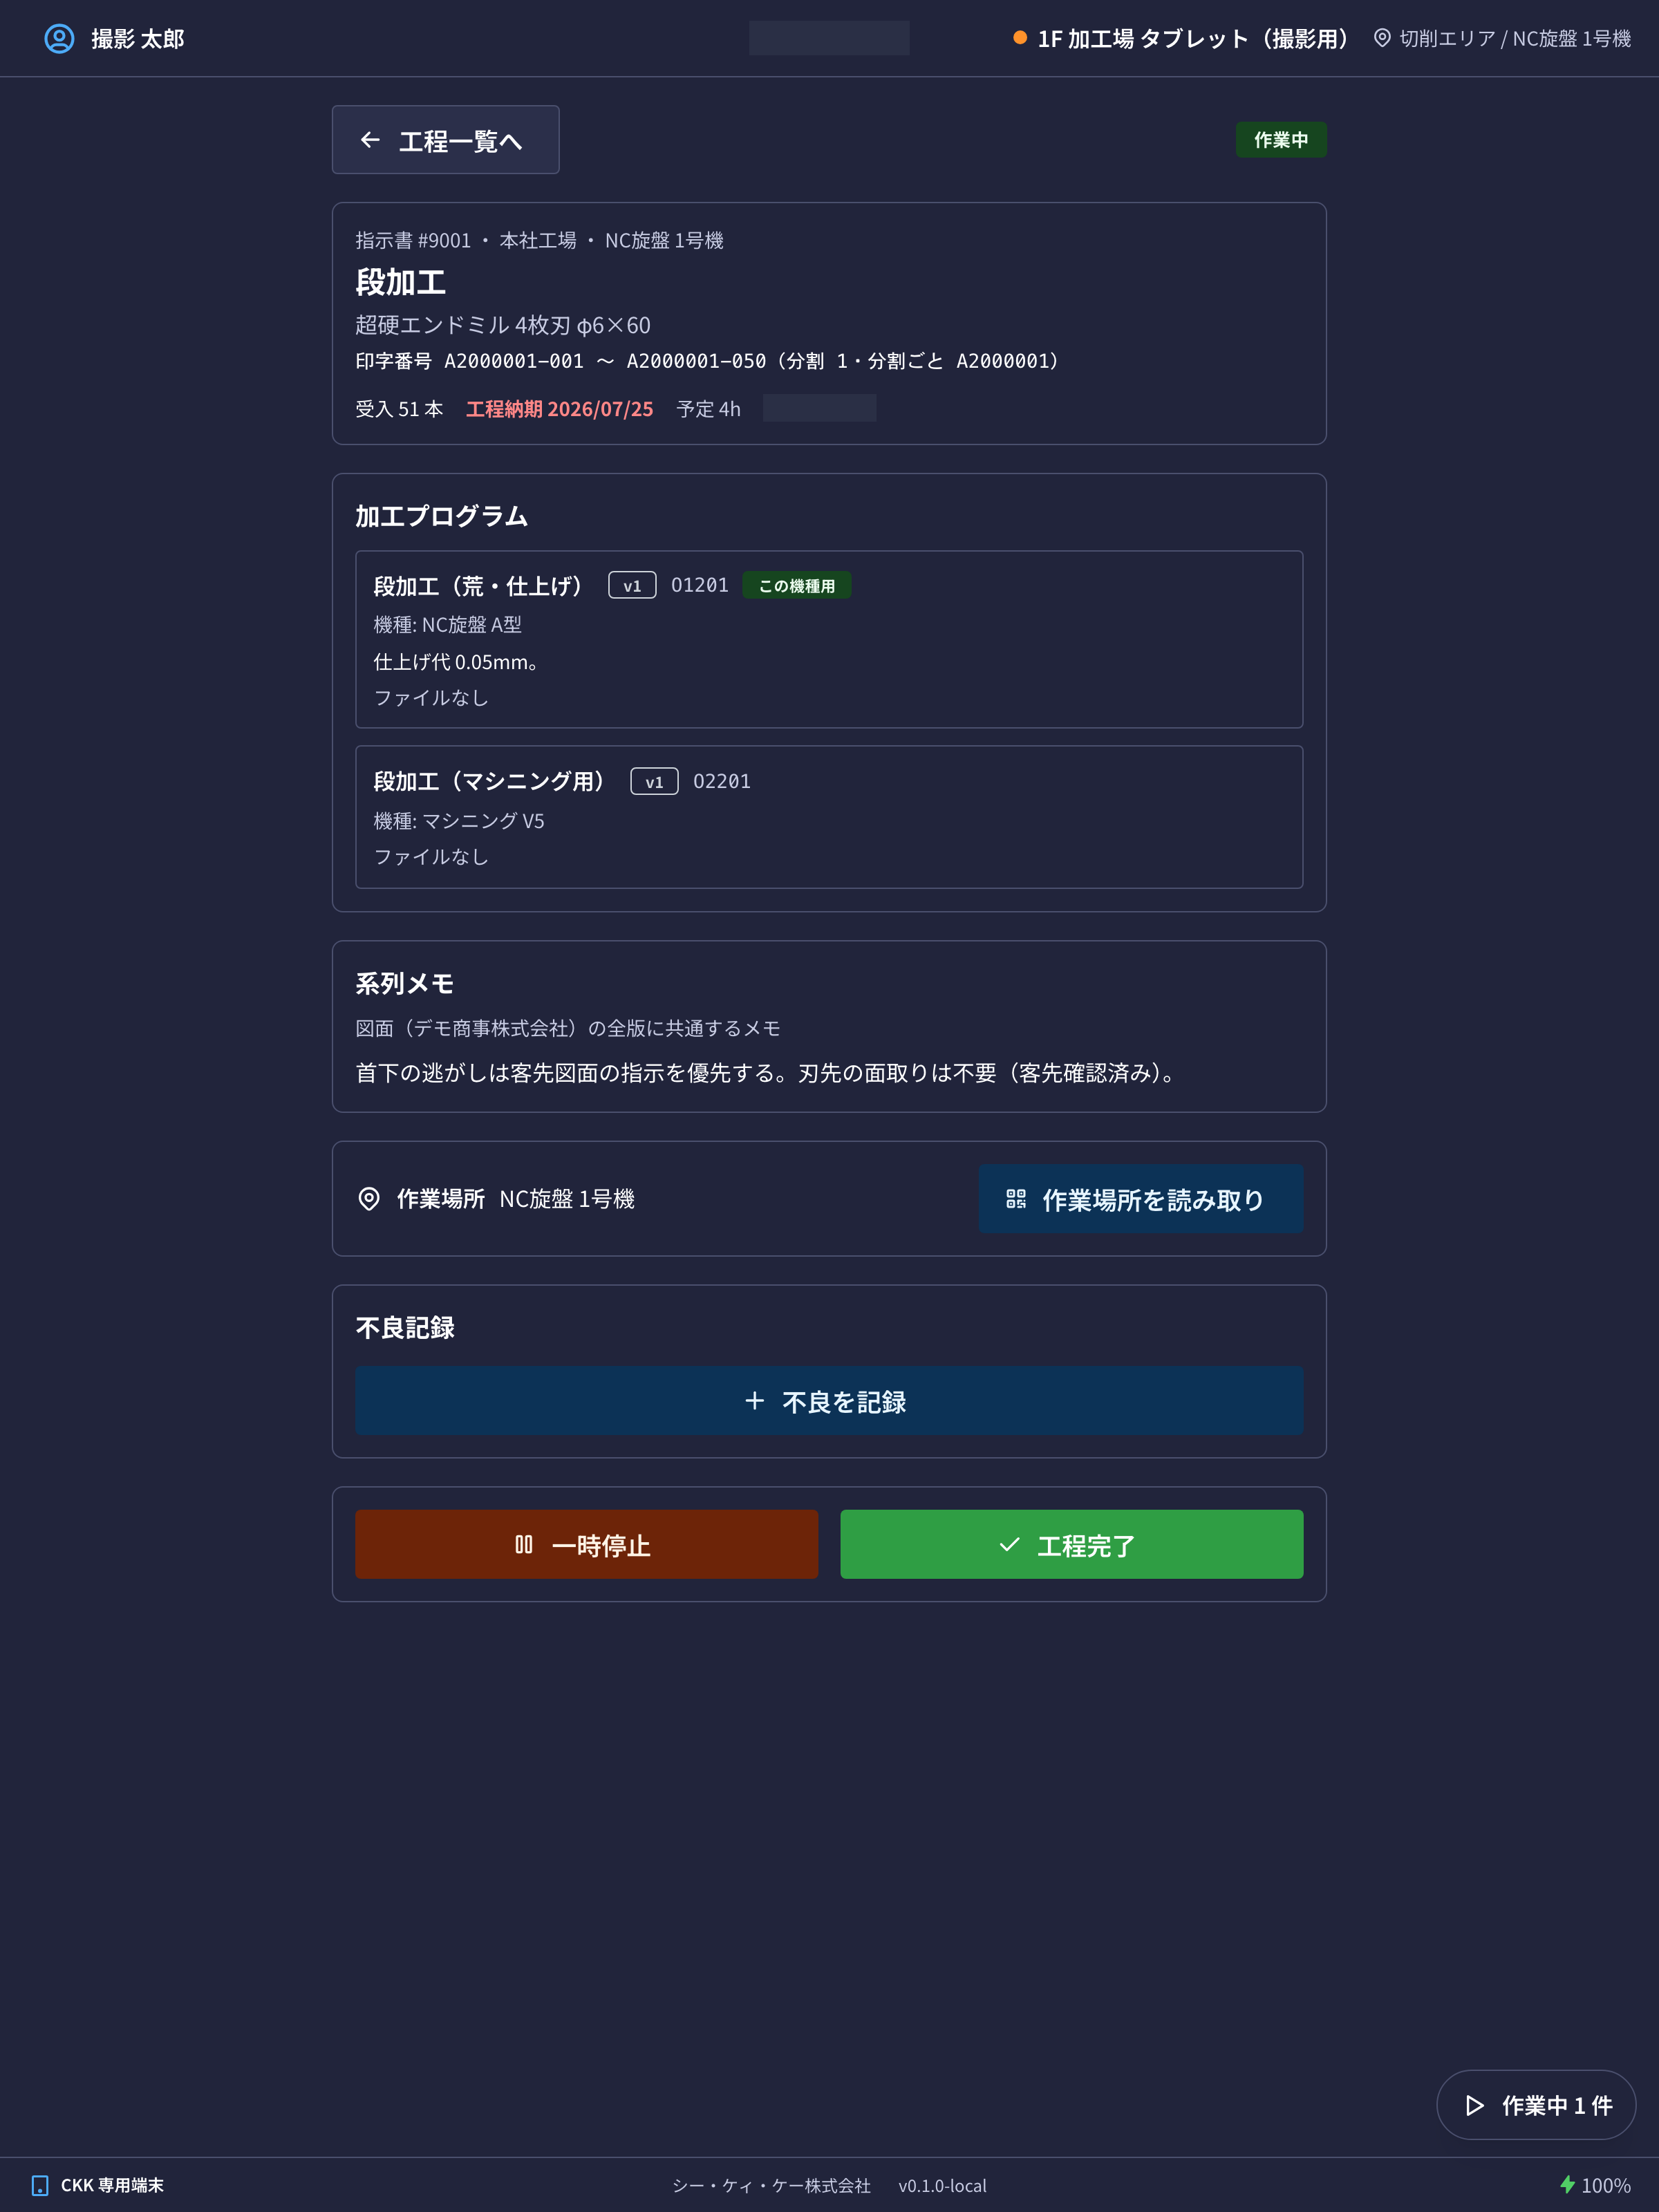 撮影 太郎
1F 加工場 タブレット（撮影用） 切削エリア / NC旋盤 1号機
工程一覧へ
作業中
指示書 #9001 ・ 本社工場 ・ NC旋盤 1号機
段加工
超硬エンドミル 4枚刃 φ6×60
印字番号 A2000001-001 〜 A2000001-050（分割 1・分割ごと A2000001）
受入 51 本 工程納期 2026/07/25 予定 4h
加工プログラム
段加工（荒・仕上げ） v1 O1201 この機種用
機種: NC旋盤 A型
仕上げ代 0.05mm。
ファイルなし
段加工（マシニング用） v1 O2201
機種: マシニング V5
ファイルなし
系列メモ
図面（デモ商事株式会社）の全版に共通するメモ
首下の逃がしは客先図面の指示を優先する。刃先の面取りは不要（客先確認済み）。
作業場所 NC旋盤 1号機
作業場所を読み取り
不良記録
不良を記録
一時停止
工程完了
作業中 1 件
CKK 専用端末
シー・ケィ・ケー株式会社 v0.1.0-local
100%